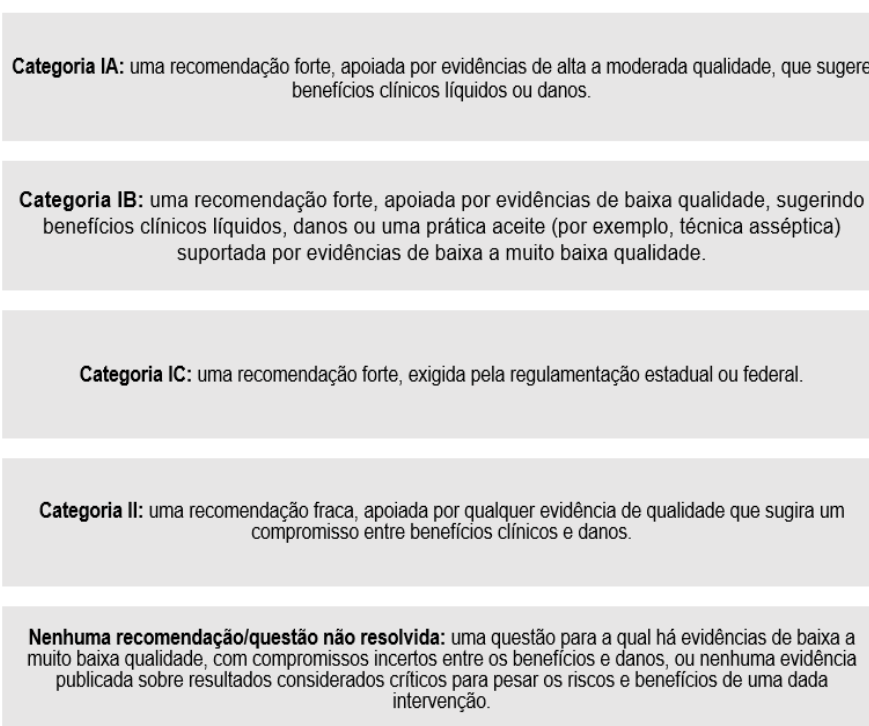 Categoria IA: uma recomendação forte, apoiada por evidências de alta a moderada qualidade, que sugere
benefícios clínicos líquidos ou danos.
Categoria IB: uma recomendação forte, apoiada por evidências de baixa qualidade, sugerindo
benefícios clínicos líquidos, danos ou uma prática aceite (por exemplo, técnica asséptica)
suportada por evidências de baixa a muito baixa qualidade.
Categoria IC: uma recomendação forte, exigida pela regulamentação estadual ou federal.
Categoria II: uma recomendação fraca, apoiada por qualquer evidência de qualidade que sugira um
compromisso entre benefícios clínicos e danos.
Nenhuma recomendação/questão não resolvida: uma questão para a qual há evidências de baixa a
muito baixa qualidade, com compromissos incertos entre os benefícios e danos, ou nenhuma evidência
publicada sobre resultados considerados críticos para pesar os riscos e benefícios de uma dada
intervenção.